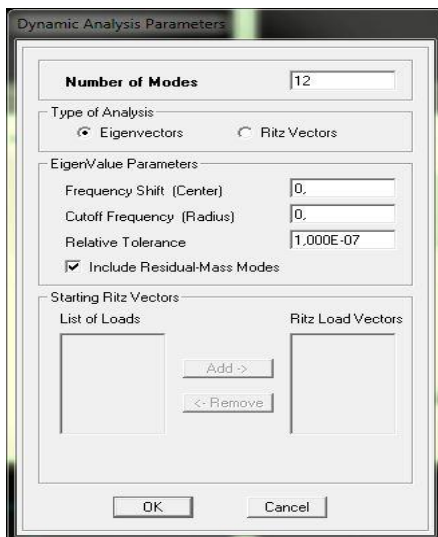 Dynamic Analysis Parameters
Number of Modes 12
Type of Analysis
Eigenvectors Ritz Vectors
EigenValue Parameters
Frequency Shift (Center) 0,
Cutoff Frequency (Radius) 0,
Relative Tolerance 1,000E-07
Include Residual-Mass Modes
Starting Ritz Vectors
List of Loads Ritz Load Vectors
Add ->
<- Remove
OK Cancel